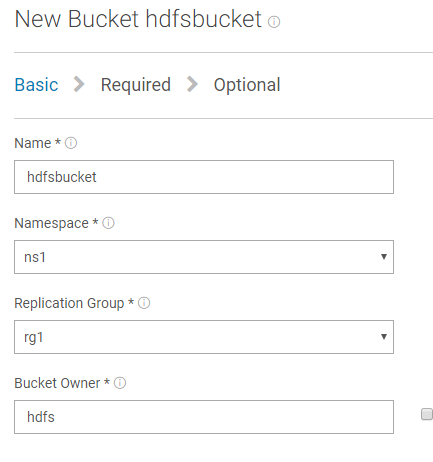 New Bucket hdfsbucket
Basic Required Optional
Name *
hdfsbucket
Namespace *
ns1
Replication Group *
rg1
Bucket Owner *
hdfs